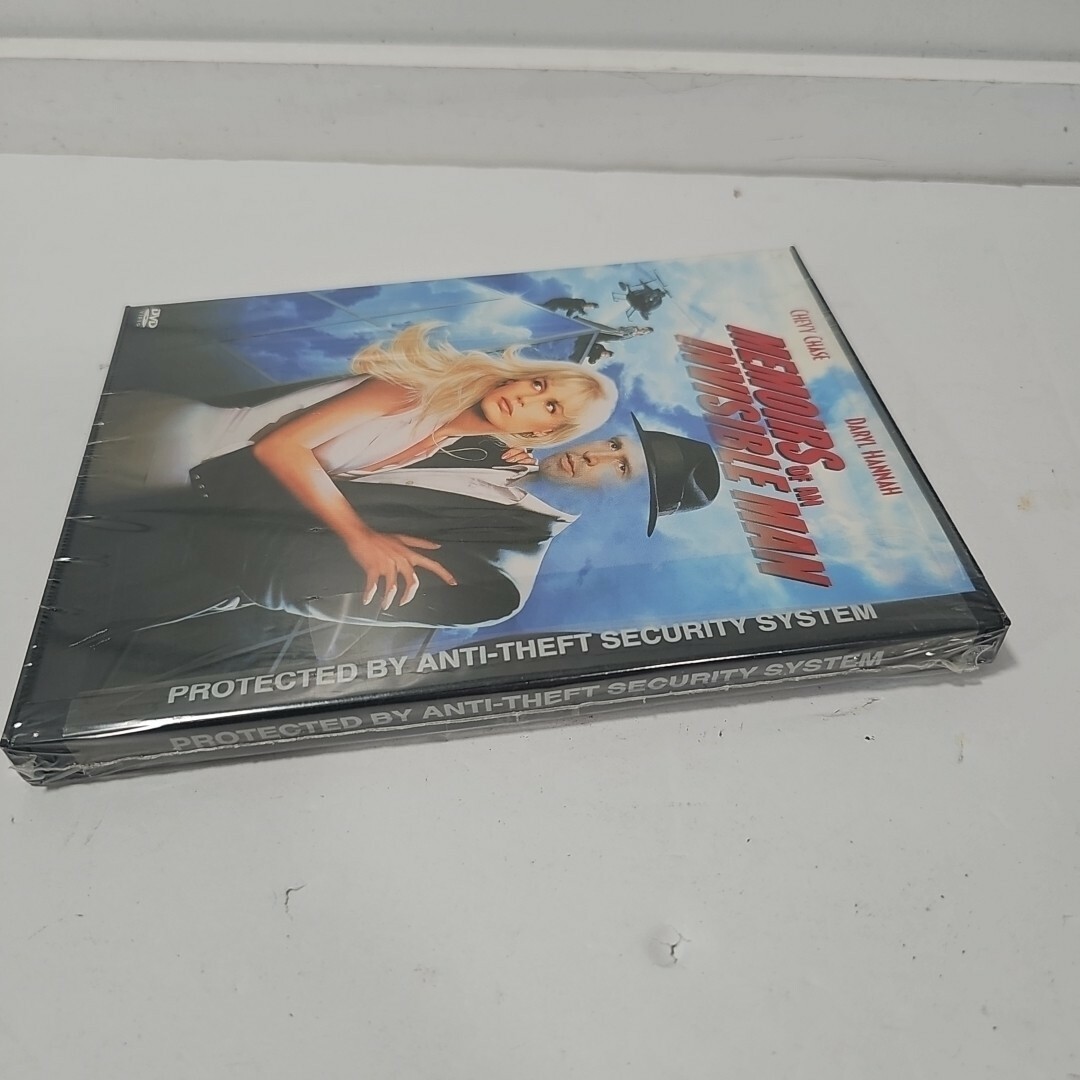 CHEVY CHASE
DARYL HANNAH
MEMOIRS OF AN
INVISIBLE MAN
DVD
VIDEO
PROTECTED BY ANTI-THEFT SECURITY SYSTEM
PROTECTED BY ANTI-THEFT SECURITY SYSTEM